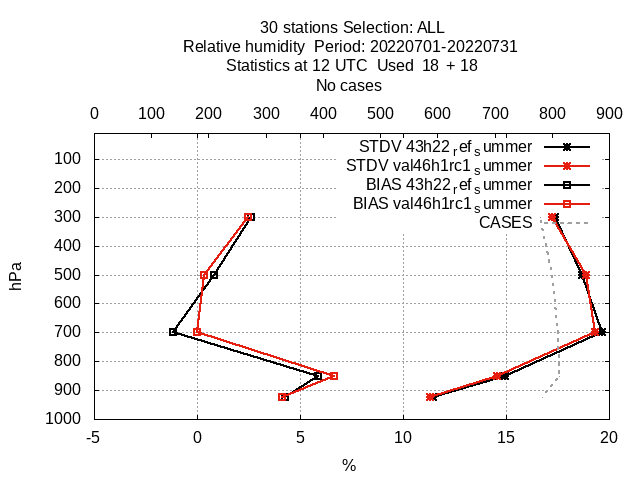 30 stations Selection: ALL
Relative humidity  Period: 20220701-20220731
Statistics at 12 UTC  Used  18  + 18
No cases
0 100 200 300 400 500 600 700 800 900
STDV 43h22_ref_summer
STDV val46h1rc1_summer
BIAS 43h22_ref_summer
BIAS val46h1rc1_summer
CASES
100
200
300
400
500
600
700
800
900
1000
hPa
-5 0 5 10 15 20
%